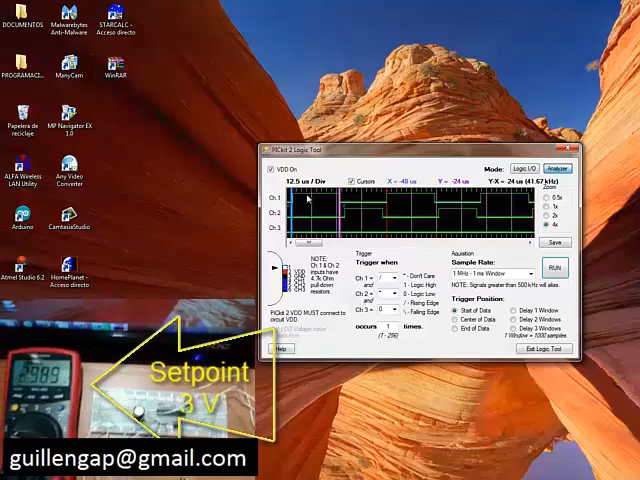 DOCUMENTOS
Malwarebytes
Anti-Malware
STARCALC -
Acceso directo
PROGRAMACI...
ManyCam
WinRAR
Papelera de
reciclaje
MP Navigator EX
1.0
ALFA Wireless
LAN Utility
Any Video
Converter
Arduino
CamtasiaStudio
Atmel Studio 6.2
HomePlanet -
Acceso directo
PICkit 2 Logic Tool
VDD On
Mode:
Logic I/O
Analyzer
12.5 us / Div
Cursors
X = -48 us
Y = -24 us
Y-X = 24 us (41.67 kHz)
Zoom
Ch. 1
Ch. 2
Ch. 3
0.5x
1x
2x
4x
Save
NOTE:
Ch. 1 & Ch. 2
inputs have
4.7k Ohm
pull-down
resistors.
VDD
GND
1
2
3
PICkit 2 VDD MUST connect to
circuit VDD.
Help
Trigger
Trigger when
Ch. 1 = /
and
Ch. 2 = *
and
Ch. 3 = *
* - Don't Care
1 - Logic High
0 - Logic Low
/ - Rising Edge
\ - Falling Edge
occurs 1 times.
(1 - 256)
Aquisition
Sample Rate:
1 MHz - 1 ms Window
RUN
NOTE: Signals greater than 500 kHz will alias.
Trigger Position:
Start of Data
Center of Data
End of Data
Delay 1 Window
Delay 2 Windows
Delay 3 Windows
1 Window = 1000 samples.
Exit Logic Tool
2.989
Setpoint
3 V
guillengap@gmail.com